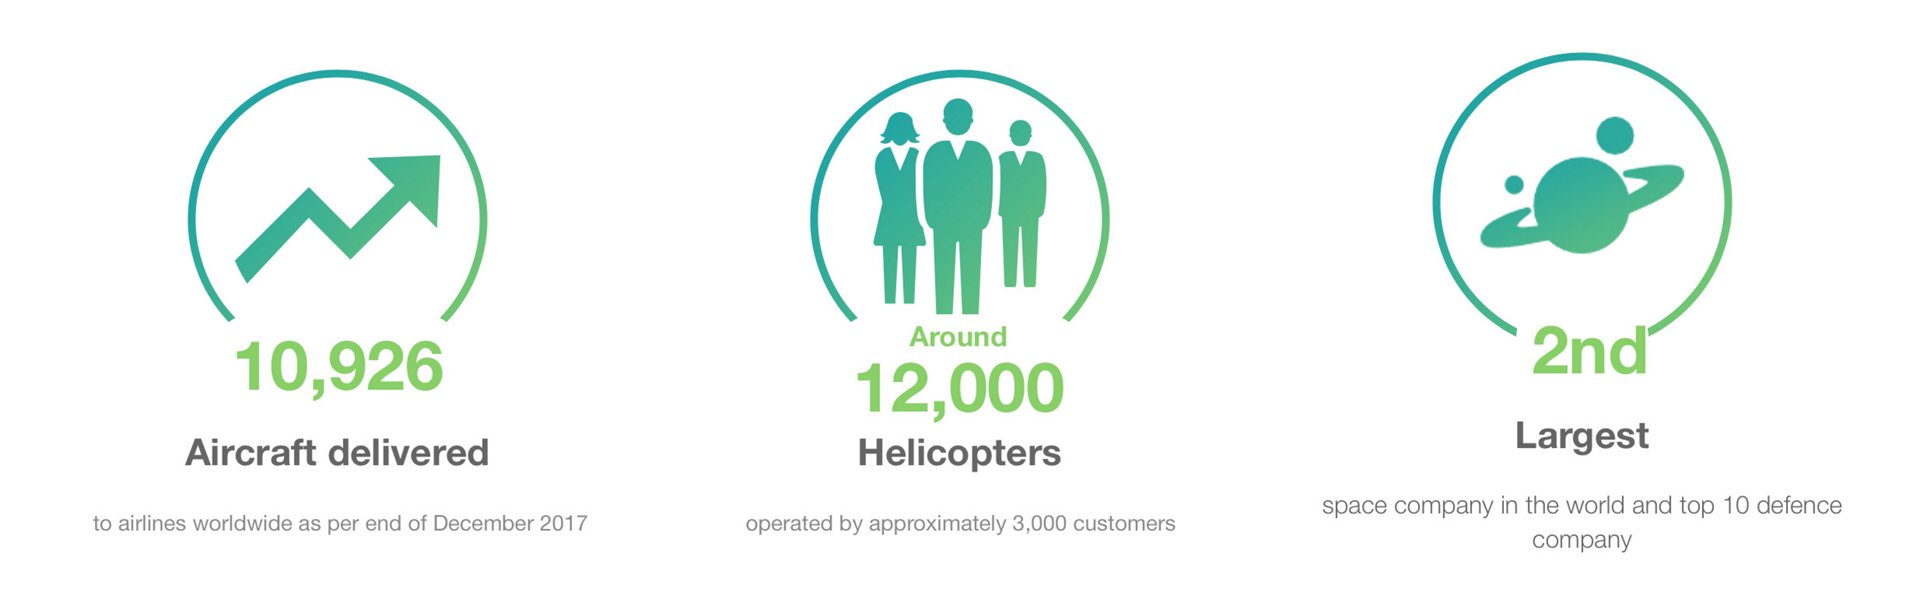 10,926
Aircraft delivered
to airlines worldwide as per end of December 2017
Around
12,000
Helicopters
operated by approximately 3,000 customers
2nd
Largest
space company in the world and top 10 defence
company